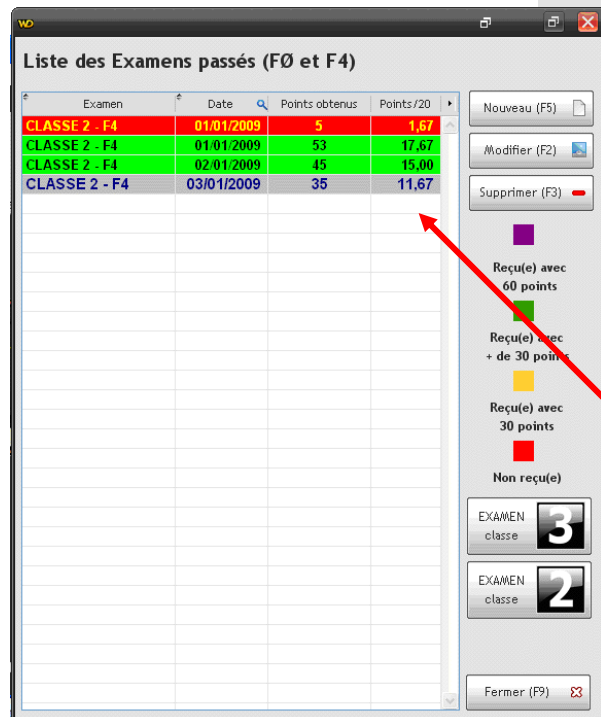 WD
Liste des Examens passés (FØ et F4)
Examen Date Points obtenus Points/20
CLASSE 2 - F4 01/01/2009 5 1,67
CLASSE 2 - F4 01/01/2009 53 17,67
CLASSE 2 - F4 02/01/2009 45 15,00
CLASSE 2 - F4 03/01/2009 35 11,67
Nouveau (F5)
Modifier (F2)
Supprimer (F3)
Reçu(e) avec
60 points
Reçu(e) avec
+ de 30 points
Reçu(e) avec
30 points
Non reçu(e)
EXAMEN
classe 3
EXAMEN
classe 2
Fermer (F9)